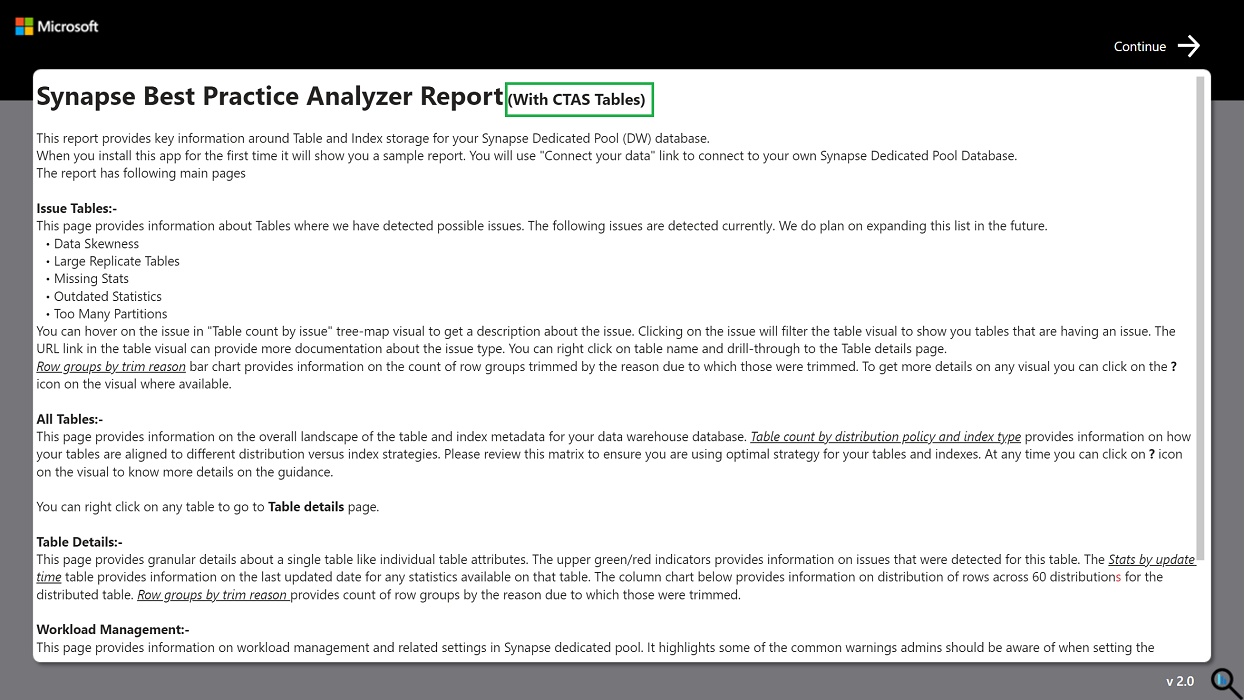 Microsoft
Continue
Synapse Best Practice Analyzer Report (With CTAS Tables)
This report provides key information around Table and Index storage for your Synapse Dedicated Pool (DW) database.
When you install this app for the first time it will show you a sample report. You will use "Connect your data" link to connect to your own Synapse Dedicated Pool Database.
The report has following main pages
Issue Tables:-
This page provides information about Tables where we have detected possible issues. The following issues are detected currently. We do plan on expanding this list in the future.
• Data Skewness
• Large Replicate Tables
• Missing Stats
• Outdated Statistics
• Too Many Partitions
You can hover on the issue in "Table count by issue" tree-map visual to get a description about the issue. Clicking on the issue will filter the table visual to show you tables that are having an issue. The
URL link in the table visual can provide more documentation about the issue type. You can right click on table name and drill-through to the Table details page.
Row groups by trim reason bar chart provides information on the count of row groups trimmed by the reason due to which those were trimmed. To get more details on any visual you can click on the ?
icon on the visual where available.
All Tables:-
This page provides information on the overall landscape of the table and index metadata for your data warehouse database. Table count by distribution policy and index type provides information on how
your tables are aligned to different distribution versus index strategies. Please review this matrix to ensure you are using optimal strategy for your tables and indexes. At any time you can click on ? icon
on the visual to know more details on the guidance.
You can right click on any table to go to Table details page.
Table Details:-
This page provides granular details about a single table like individual table attributes. The upper green/red indicators provides information on issues that were detected for this table. The Stats by update
time table provides information on the last updated date for any statistics available on that table. The column chart below provides information on distribution of rows across 60 distributions for the
distributed table. Row groups by trim reason provides count of row groups by the reason due to which those were trimmed.
Workload Management:-
This page provides information on workload management and related settings in Synapse dedicated pool. It highlights some of the common warnings admins should be aware of when setting the
v 2.0